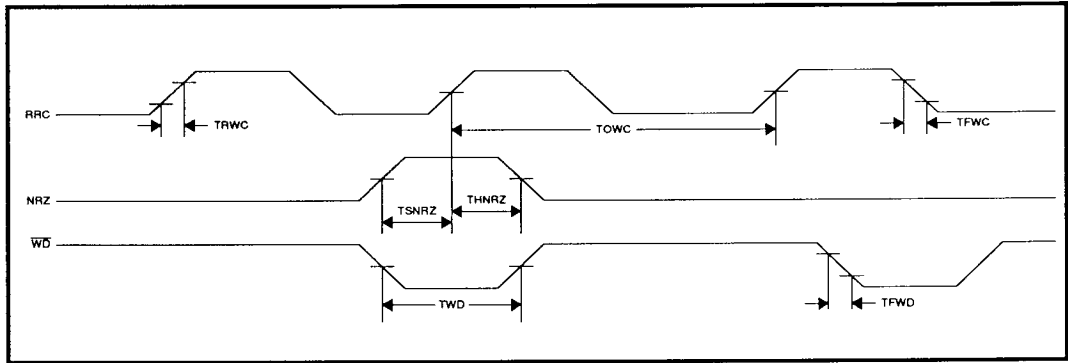 RRC
TRWC
TOWC
TFWC
NRZ
TSNRZ
THNRZ
WD
TWD
TFWD